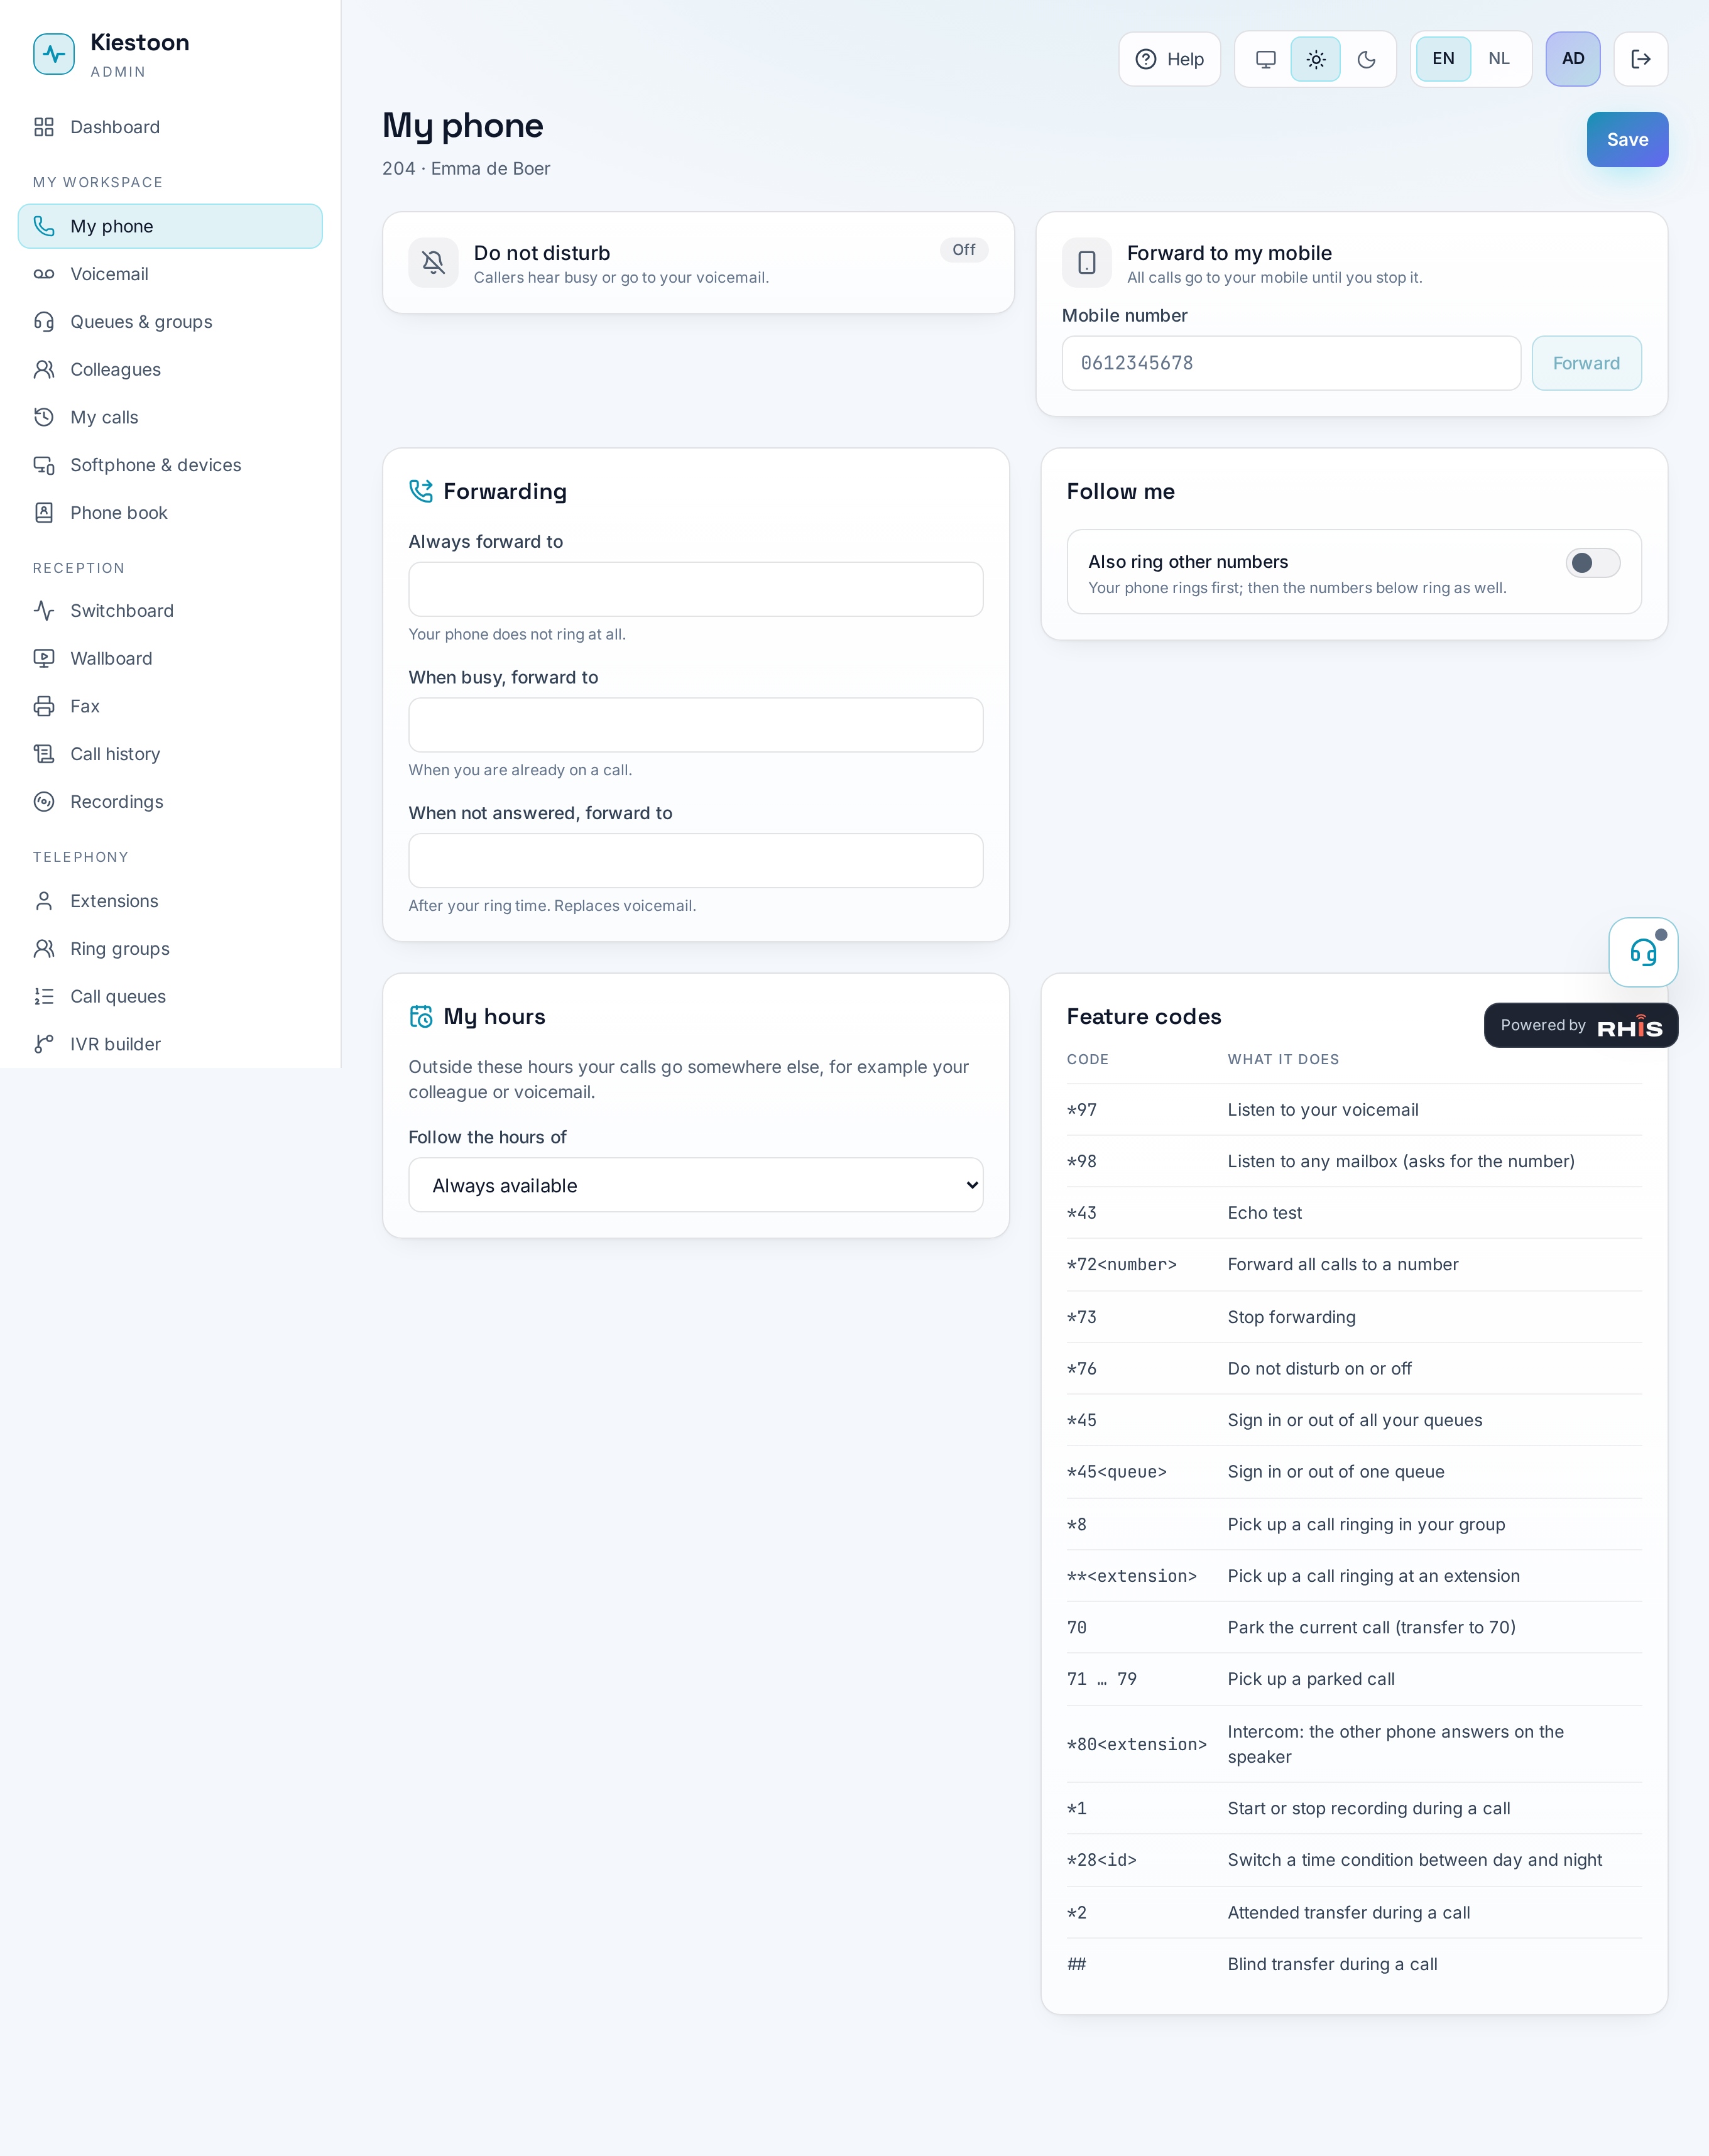 Kiestoon
ADMIN
Dashboard
MY WORKSPACE
My phone
Voicemail
Queues & groups
Colleagues
My calls
Softphone & devices
Phone book
RECEPTION
Switchboard
Wallboard
Fax
Call history
Recordings
TELEPHONY
Extensions
Ring groups
Call queues
IVR builder
Help
EN NL
AD
My phone
204 · Emma de Boer
Save
Do not disturb
Callers hear busy or go to your voicemail.
Off
Forward to my mobile
All calls go to your mobile until you stop it.
Mobile number
0612345678
Forward
Forwarding
Always forward to
Your phone does not ring at all.
When busy, forward to
When you are already on a call.
When not answered, forward to
After your ring time. Replaces voicemail.
Follow me
Also ring other numbers
Your phone rings first; then the numbers below ring as well.
My hours
Outside these hours your calls go somewhere else, for example your
colleague or voicemail.
Follow the hours of
Always available
Feature codes
Powered by RHIS
CODE WHAT IT DOES
*97 Listen to your voicemail
*98 Listen to any mailbox (asks for the number)
*43 Echo test
*72<number> Forward all calls to a number
*73 Stop forwarding
*76 Do not disturb on or off
*45 Sign in or out of all your queues
*45<queue> Sign in or out of one queue
*8 Pick up a call ringing in your group
**<extension> Pick up a call ringing at an extension
70 Park the current call (transfer to 70)
71 … 79 Pick up a parked call
*80<extension> Intercom: the other phone answers on the
speaker
*1 Start or stop recording during a call
*28<id> Switch a time condition between day and night
*2 Attended transfer during a call
## Blind transfer during a call